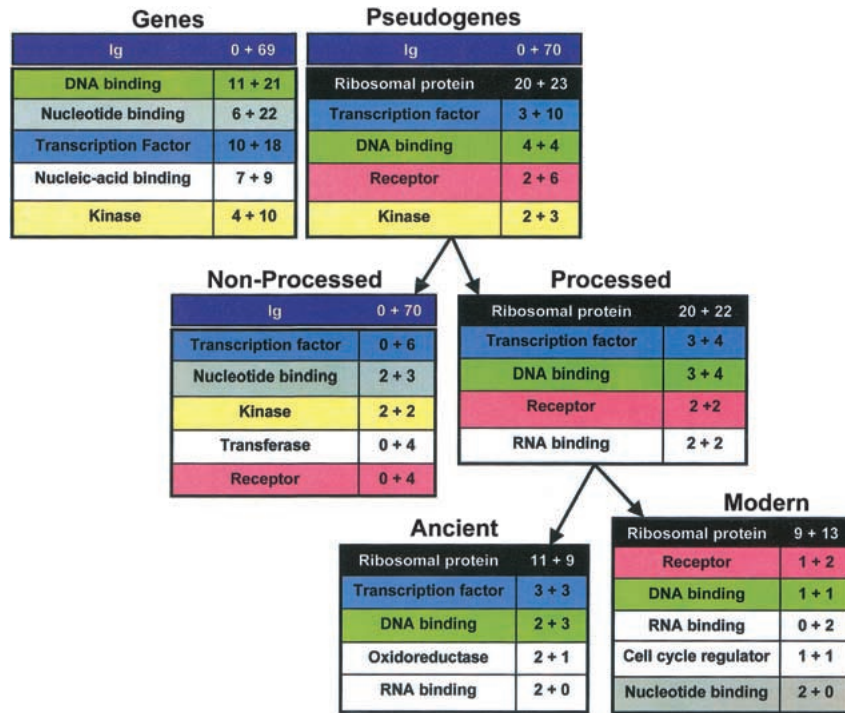 Genes
Ig 0 + 69
DNA binding 11 + 21
Nucleotide binding 6 + 22
Transcription Factor 10 + 18
Nucleic-acid binding 7 + 9
Kinase 4 + 10
Pseudogenes
Ig 0 + 70
Ribosomal protein 20 + 23
Transcription factor 3 + 10
DNA binding 4 + 4
Receptor 2 + 6
Kinase 2 + 3
Non-Processed
Ig 0 + 70
Transcription factor 0 + 6
Nucleotide binding 2 + 3
Kinase 2 + 2
Transferase 0 + 4
Receptor 0 + 4
Processed
Ribosomal protein 20 + 22
Transcription factor 3 + 4
DNA binding 3 + 4
Receptor 2 +2
RNA binding 2 + 2
Ancient
Ribosomal protein 11 + 9
Transcription factor 3 + 3
DNA binding 2 + 3
Oxidoreductase 2 + 1
RNA binding 2 + 0
Modern
Ribosomal protein 9 + 13
Receptor 1 + 2
DNA binding 1 + 1
RNA binding 0 + 2
Cell cycle regulator 1 + 1
Nucleotide binding 2 + 0